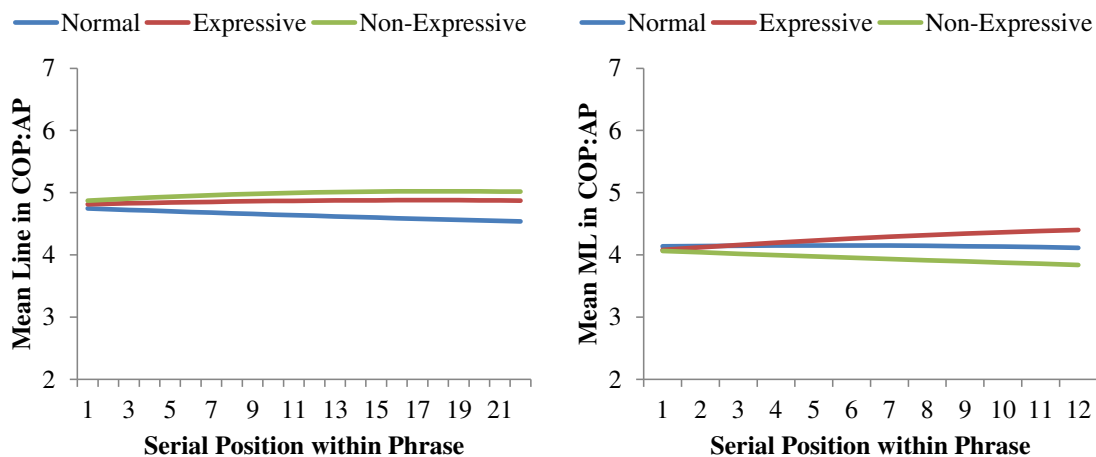 Normal Expressive Non-Expressive
Mean Line in COP:AP
7
6
5
4
3
2
1 3 5 7 9 11 13 15 17 19 21
Serial Position within Phrase
Normal Expressive Non-Expressive
Mean ML in COP:AP
7
6
5
4
3
2
1 2 3 4 5 6 7 8 9 10 11 12
Serial Position within Phrase